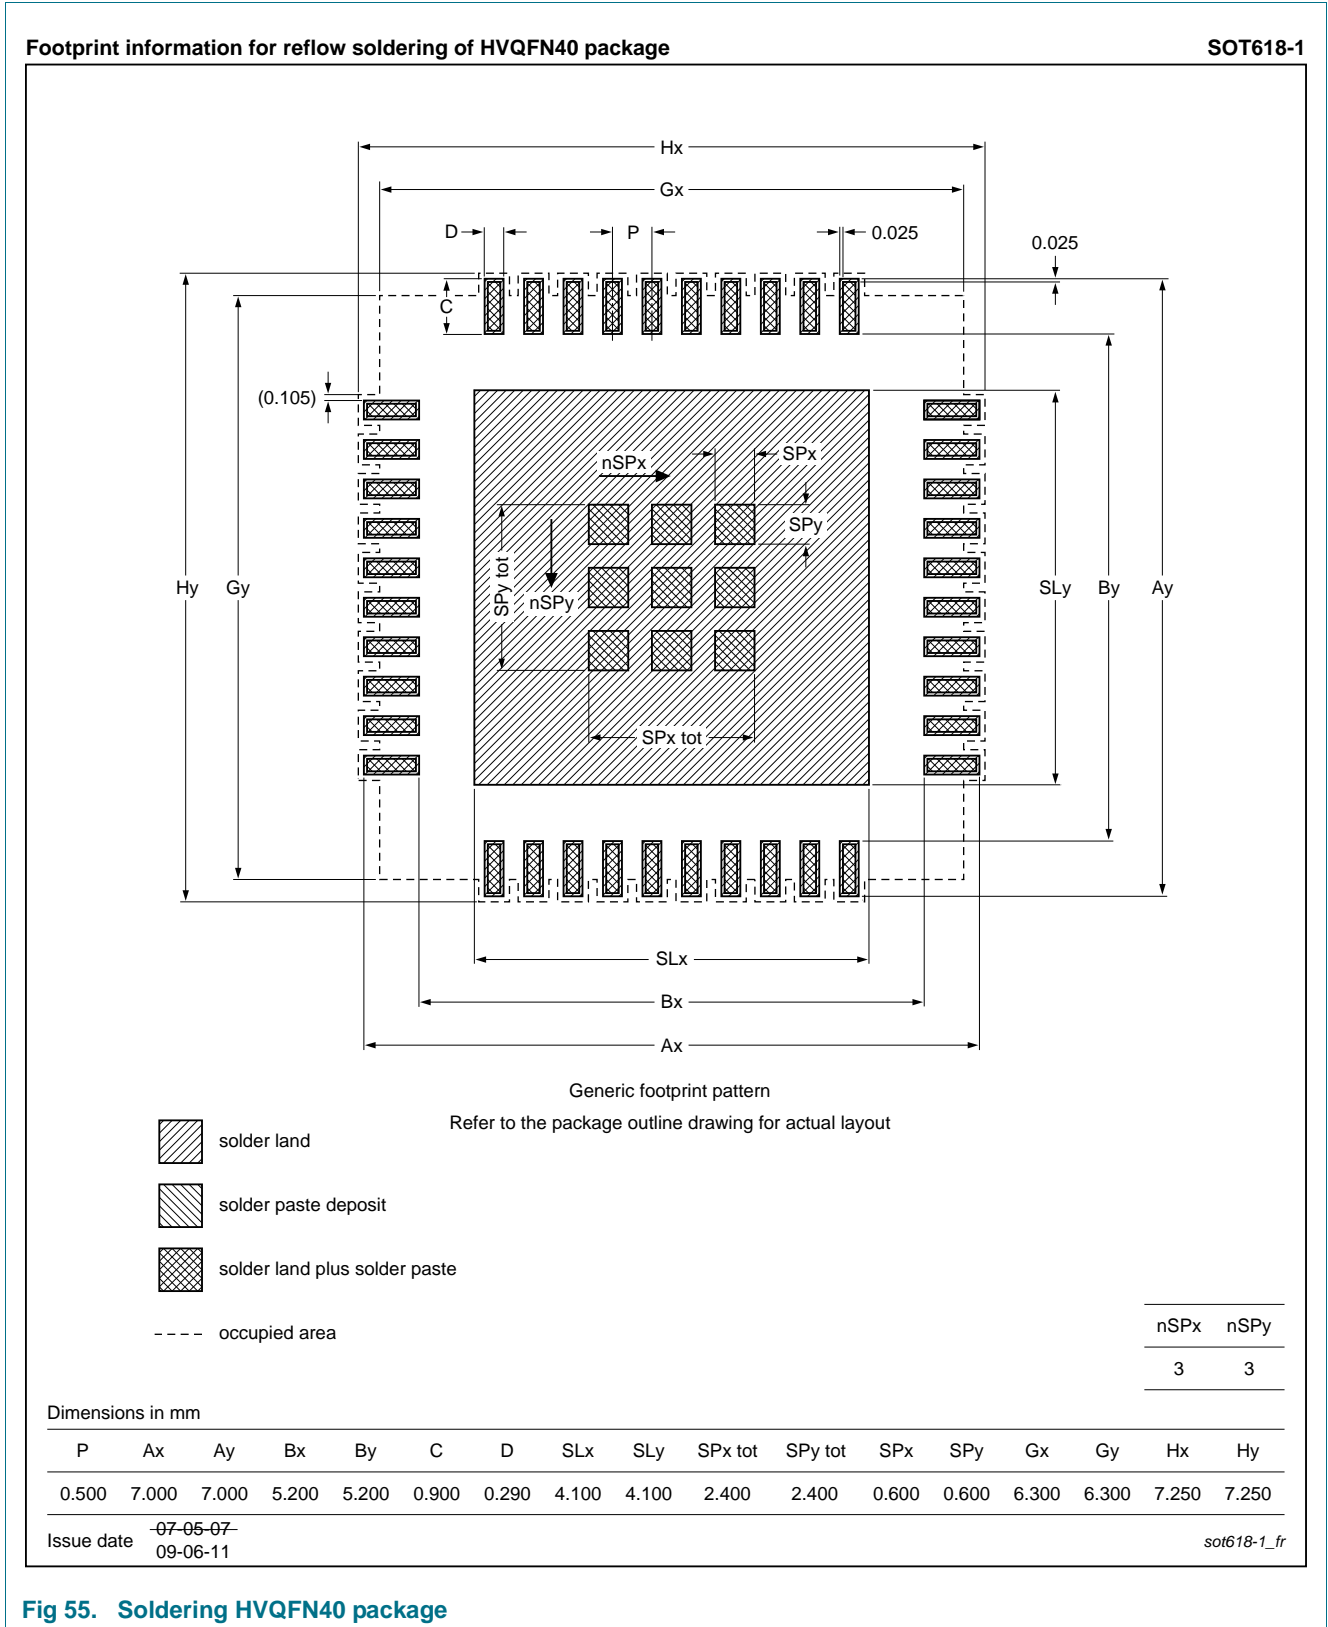 Footprint information for reflow soldering of HVQFN40 package SOT618-1
Hx
Gx
D P 0.025 0.025
C
(0.105)
nSPx SPx
SPy
SPy tot
nSPy
Hy Gy SLy By Ay
SPx tot
SLx
Bx
Ax
Generic footprint pattern
Refer to the package outline drawing for actual layout
solder land
solder paste deposit
solder land plus solder paste
occupied area
nSPx nSPy
3 3
Dimensions in mm
P Ax Ay Bx By C D SLx SLy SPx tot SPy tot SPx SPy Gx Gy Hx Hy
0.500 7.000 7.000 5.200 5.200 0.900 0.290 4.100 4.100 2.400 2.400 0.600 0.600 6.300 6.300 7.250 7.250
Issue date 07-05-07
09-06-11
sot618-1_fr
Fig 55. Soldering HVQFN40 package